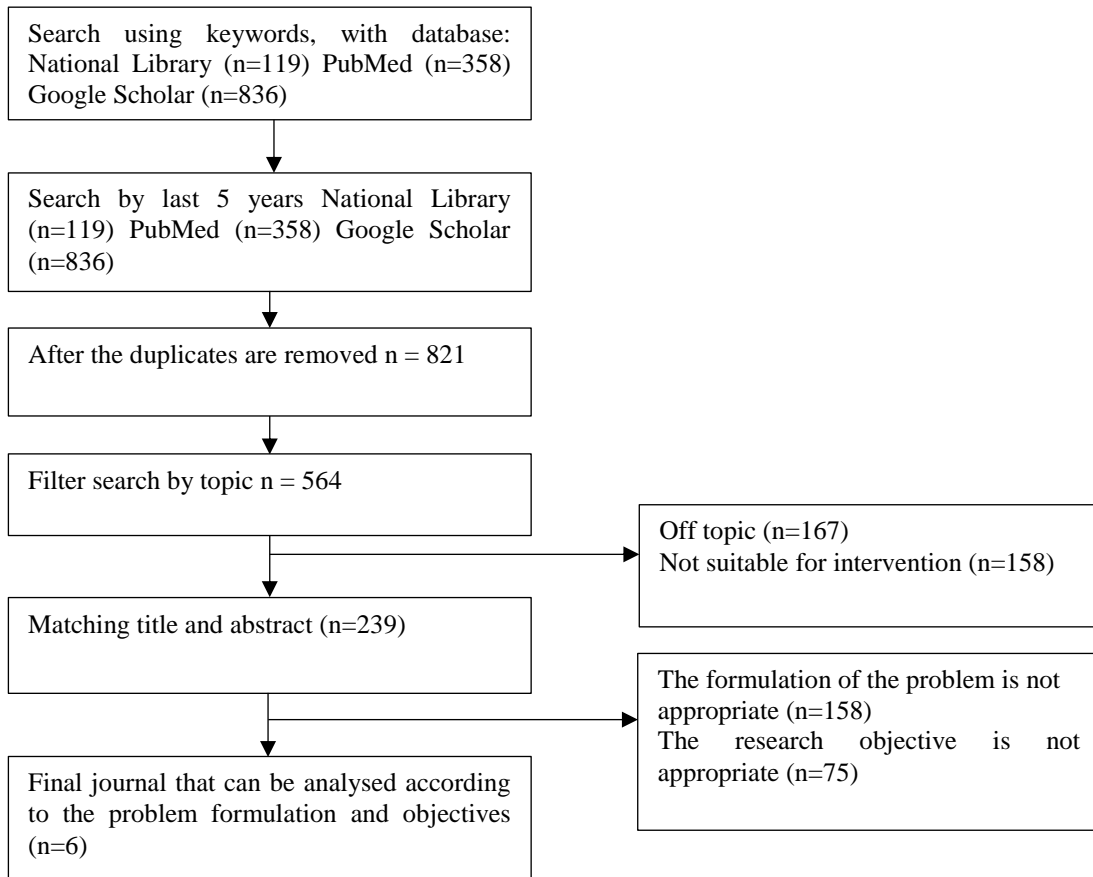 Search using keywords, with database:
National Library (n=119) PubMed (n=358)
Google Scholar (n=836)
Search by last 5 years National Library
(n=119) PubMed (n=358) Google Scholar
(n=836)
After the duplicates are removed n = 821
Filter search by topic n = 564
Off topic (n=167)
Not suitable for intervention (n=158)
Matching title and abstract (n=239)
The formulation of the problem is not
appropriate (n=158)
The research objective is not
appropriate (n=75)
Final journal that can be analysed according
to the problem formulation and objectives
(n=6)